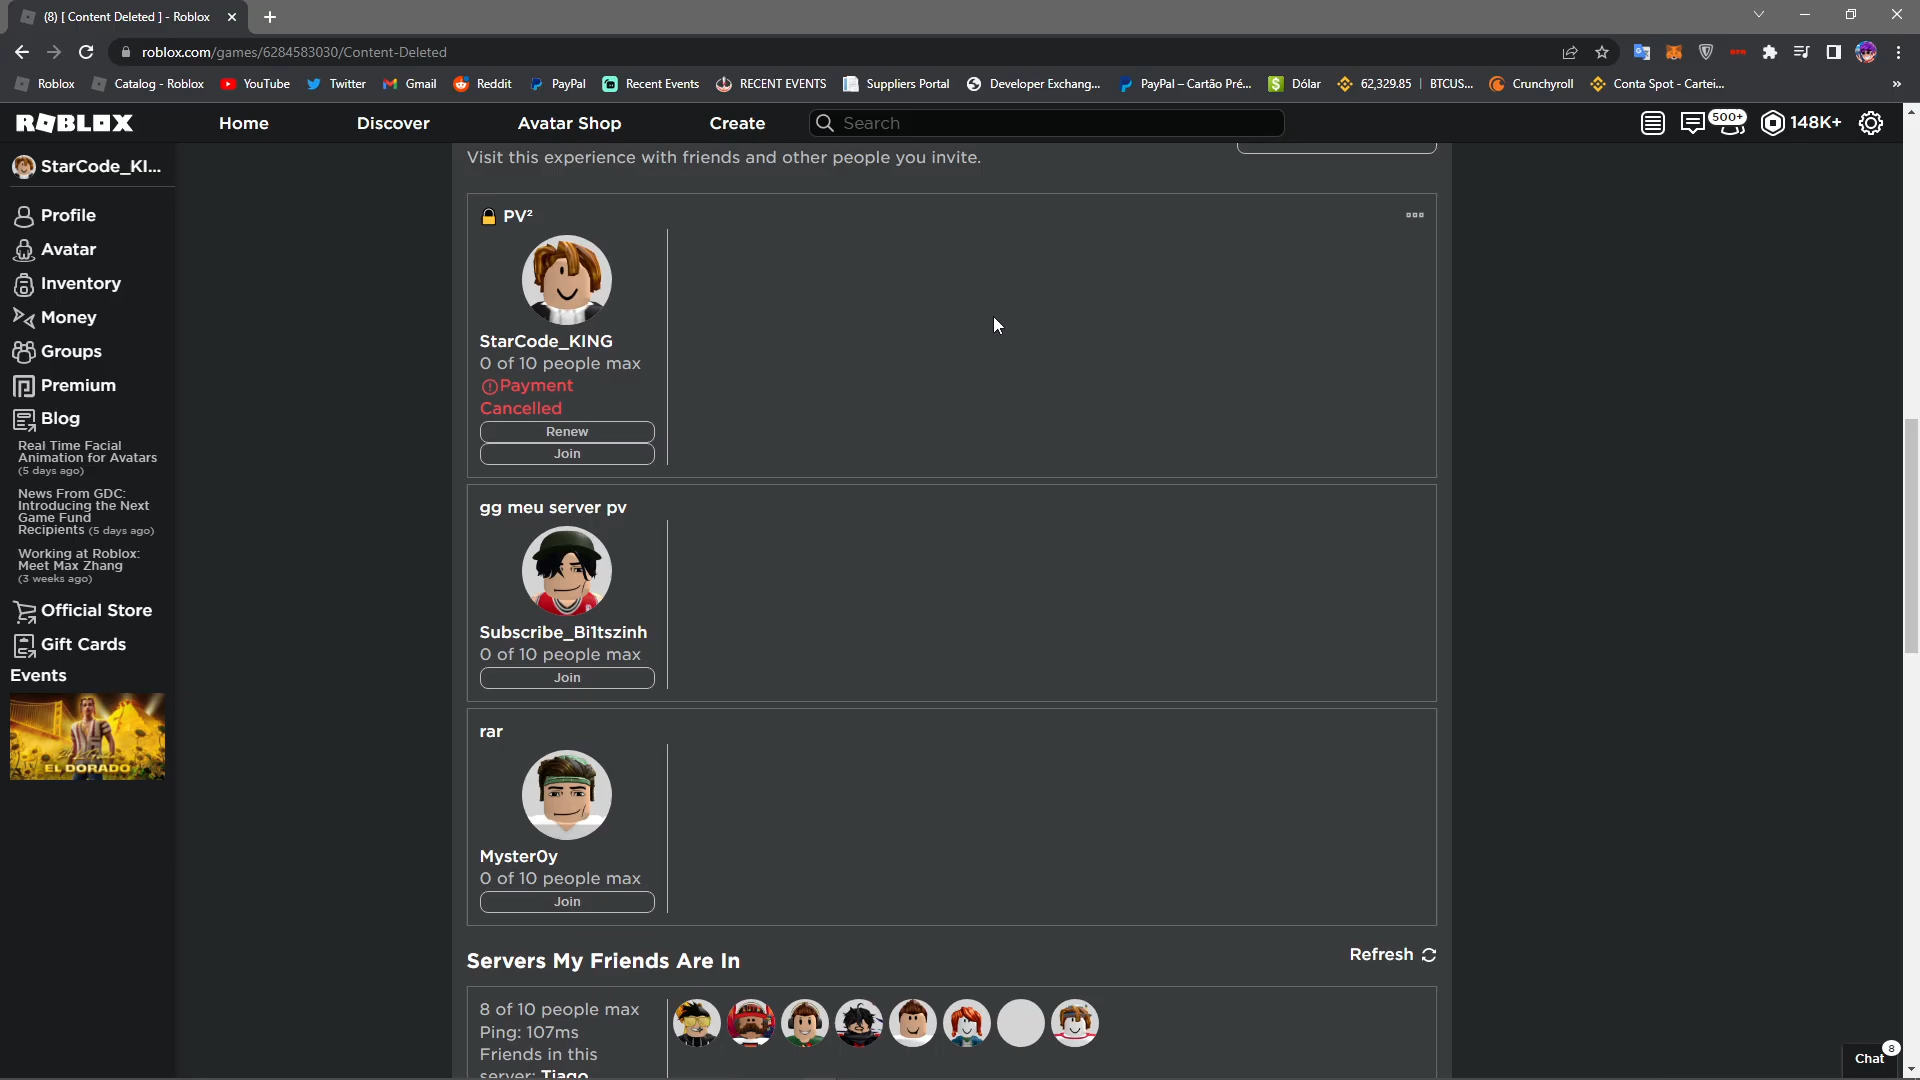 (8) [ Content Deleted ] - Roblox
roblox.com/games/6284583030/Content-Deleted
Roblox
Catalog - Roblox
YouTube
Twitter
Gmail
Reddit
PayPal
Recent Events
RECENT EVENTS
Suppliers Portal
Developer Exchang...
PayPal – Cartão Pré...
Dólar
62,329.85 | BTCUS...
Crunchyroll
Conta Spot - Cartei...
ROBLOX
Home
Discover
Avatar Shop
Create
Search
500+
148K+
StarCode_KI...
Profile
Avatar
Inventory
Money
Groups
Premium
Blog
Real Time Facial
Animation for Avatars
(5 days ago)
News From GDC:
Introducing the Next
Game Fund
Recipients (5 days ago)
Working at Roblox:
Meet Max Zhang
(3 weeks ago)
Official Store
Gift Cards
Events
EL DORADO
Visit this experience with friends and other people you invite.
PV²
StarCode_KING
0 of 10 people max
Payment
Cancelled
Renew
Join
gg meu server pv
Subscribe_Bi1tszinh
0 of 10 people max
Join
rar
Myster0y
0 of 10 people max
Join
Servers My Friends Are In
Refresh
8 of 10 people max
Ping: 107ms
Friends in this
server: Tiago
Chat
8